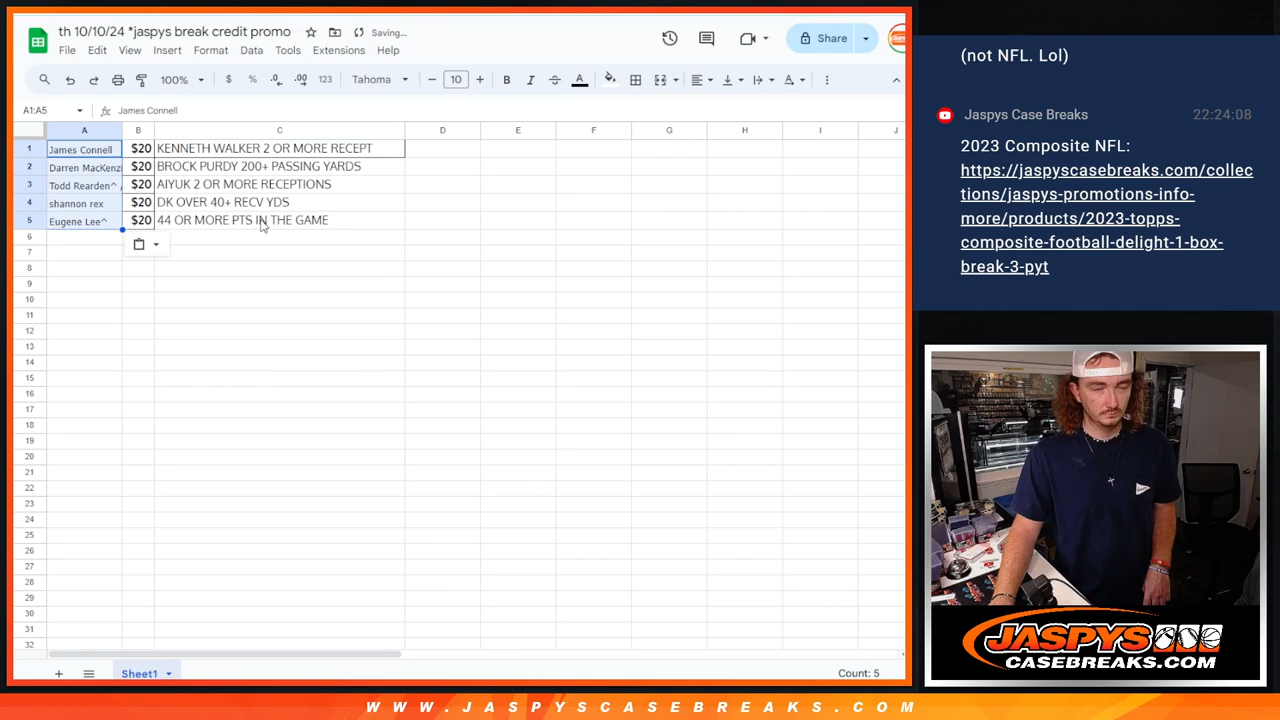 th 10/10/24 *jaspys break credit promo
Saving...
File Edit View Insert Format Data Tools Extensions Help
Share
100% $ % .0 .00 123 Tahoma 10 B I A
A1:A5 James Connell
A B C D E F G H I J
1 James Connell $20 KENNETH WALKER 2 OR MORE RECEPT
2 Darren MacKenz $20 BROCK PURDY 200+ PASSING YARDS
3 Todd Rearden^ $20 AIYUK 2 OR MORE RECEPTIONS
4 shannon rex $20 DK OVER 40+ RECV YDS
5 Eugene Lee^ $20 44 OR MORE PTS IN THE GAME
6
7
8
9
10
11
12
13
14
15
16
17
18
19
20
21
22
23
24
25
26
27
28
29
30
31
32
Sheet1
Count: 5
(not NFL. Lol)
Jaspys Case Breaks 22:24:08
2023 Composite NFL:
https://jaspyscasebreaks.com/collec
tions/jaspys-promotions-info-
more/products/2023-topps-
composite-football-delight-1-box-
break-3-pyt
JASPYS
CASEBREAKS.COM
WWW.JASPYSCASEBREAKS.COM